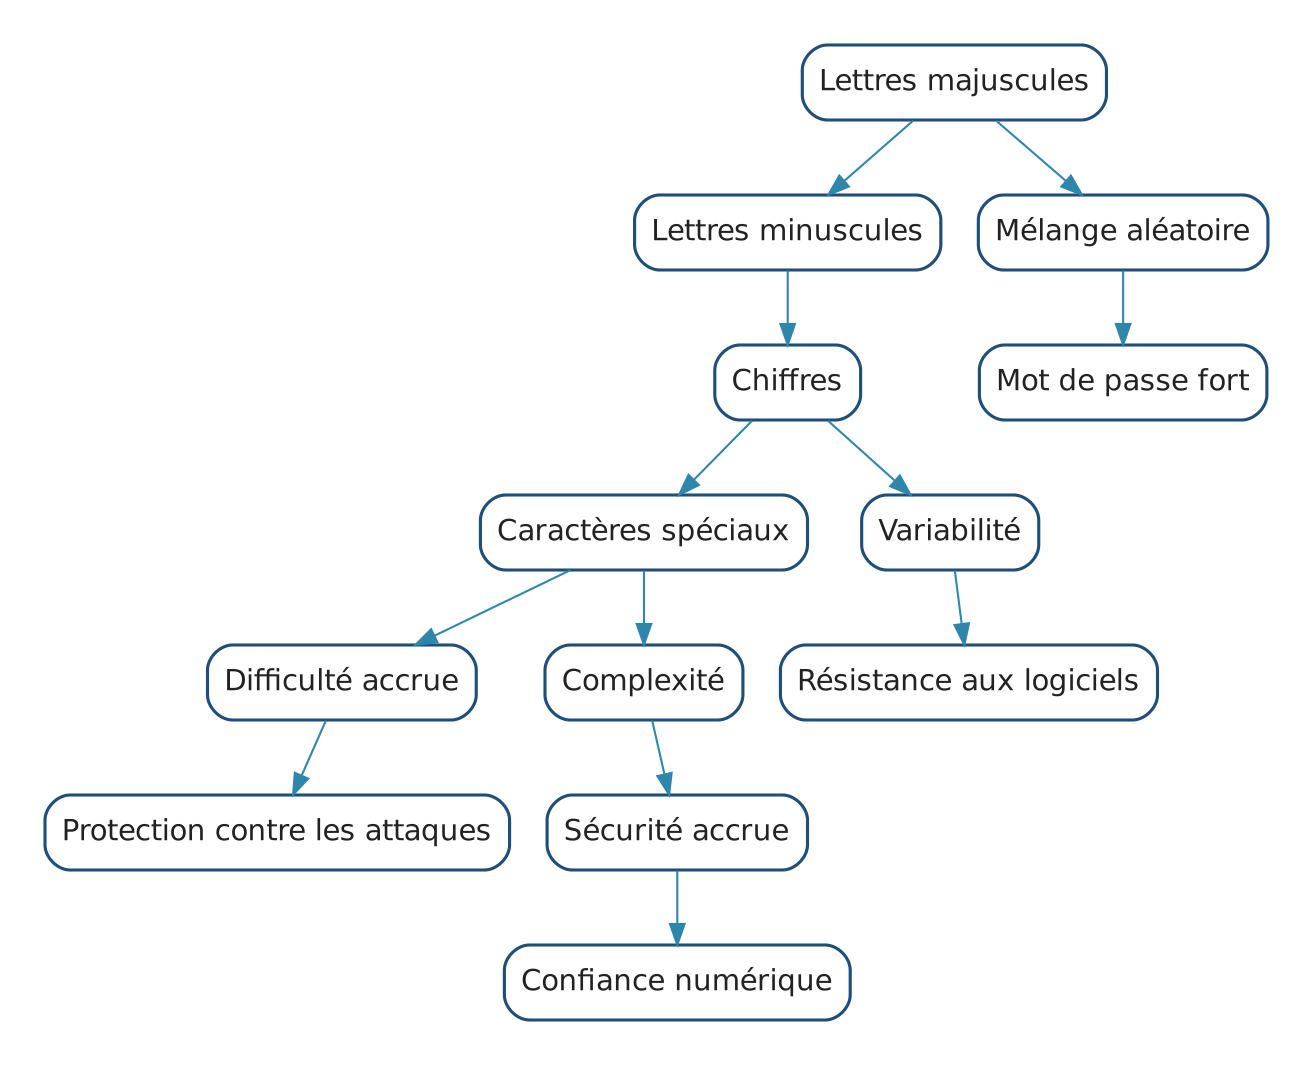 Lettres majuscules
Lettres minuscules
Mélange aléatoire
Chiffres
Mot de passe fort
Caractères spéciaux
Variabilité
Difficulté accrue
Complexité
Résistance aux logiciels
Protection contre les attaques
Sécurité accrue
Confiance numérique